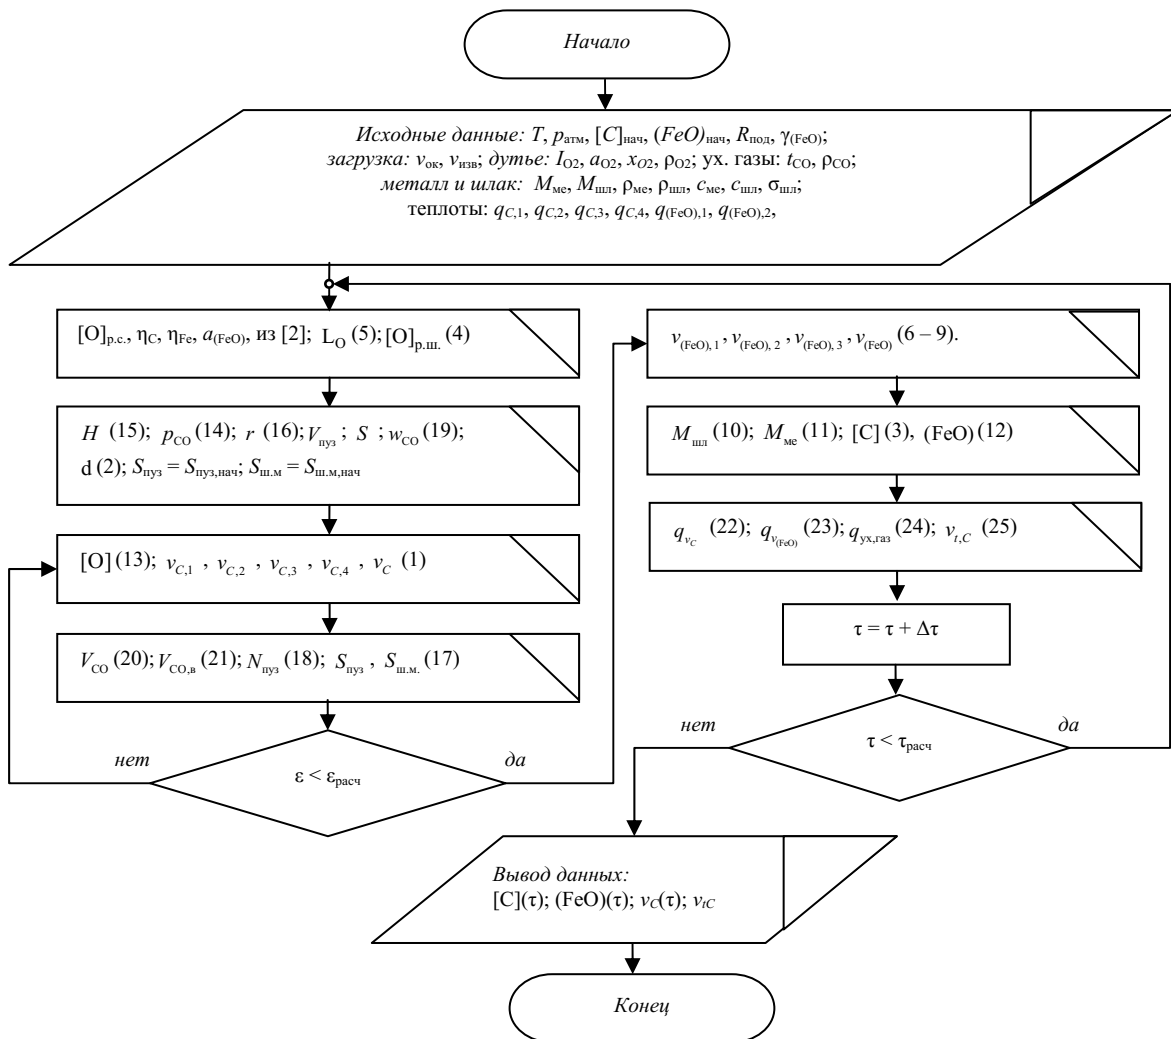 Начало
Исходные данные: T, pатм, [C]нач, (FeO)нач, Rпод, γ(FeO);
загрузка: vок, vизв; дутье: IO2, aO2, xO2, ρO2; ух. газы: tCO, ρCO;
металл и шлак: Mме, Mшл, ρме, ρшл, cме, cшл, σшл;
теплоты: qC,1, qC,2, qC,3, qC,4, q(FeO),1, q(FeO),2,
[O]р.с., ηC, ηFe, a(FeO), из [2]; LO (5); [O]р.ш. (4)
H (15); pCO (14); r (16); Vпуз ; S ; wCO (19);
d (2); Sпуз = Sпуз,нач; Sш.м = Sш.м,нач
[O] (13); vC,1 , vC,2 , vC,3 , vC,4 , vC (1)
VCO (20); VCO,в (21); Nпуз (18); Sпуз , Sш.м. (17)
нет
ε < εрасч
да
v(FeO), 1 , v(FeO), 2 , v(FeO), 3 , v(FeO) (6 – 9).
Mшл (10); Mме (11); [C] (3), (FeO) (12)
qvC (22); qv(FeO) (23); qух,газ (24); vt,C (25)
τ = τ + Δτ
нет
τ < τрасч
да
Вывод данных:
[C](τ); (FeO)(τ); vC(τ); vtC
Конец